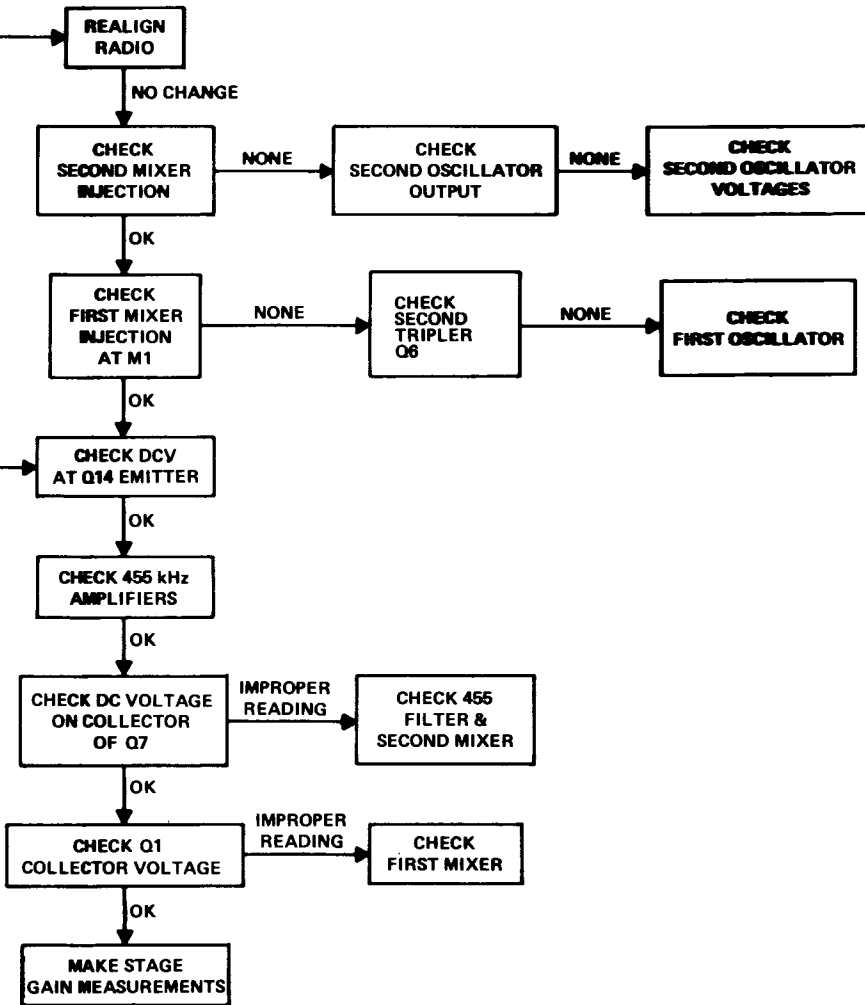 REALIGN
RADIO
NO CHANGE
CHECK
SECOND MIXER
INJECTION
NONE
CHECK
SECOND OSCILLATOR
OUTPUT
NONE
CHECK
SECOND OSCILLATOR
VOLTAGES
OK
CHECK
FIRST MIXER
INJECTION
AT M1
NONE
CHECK
SECOND
TRIPLER
Q6
NONE
CHECK
FIRST OSCILLATOR
OK
CHECK DCV
AT Q14 EMITTER
OK
CHECK 455 kHz
AMPLIFIERS
OK
CHECK DC VOLTAGE
ON COLLECTOR
OF Q7
IMPROPER
READING
CHECK 455
FILTER &
SECOND MIXER
OK
CHECK Q1
COLLECTOR VOLTAGE
IMPROPER
READING
CHECK
FIRST MIXER
OK
MAKE STAGE
GAIN MEASUREMENTS